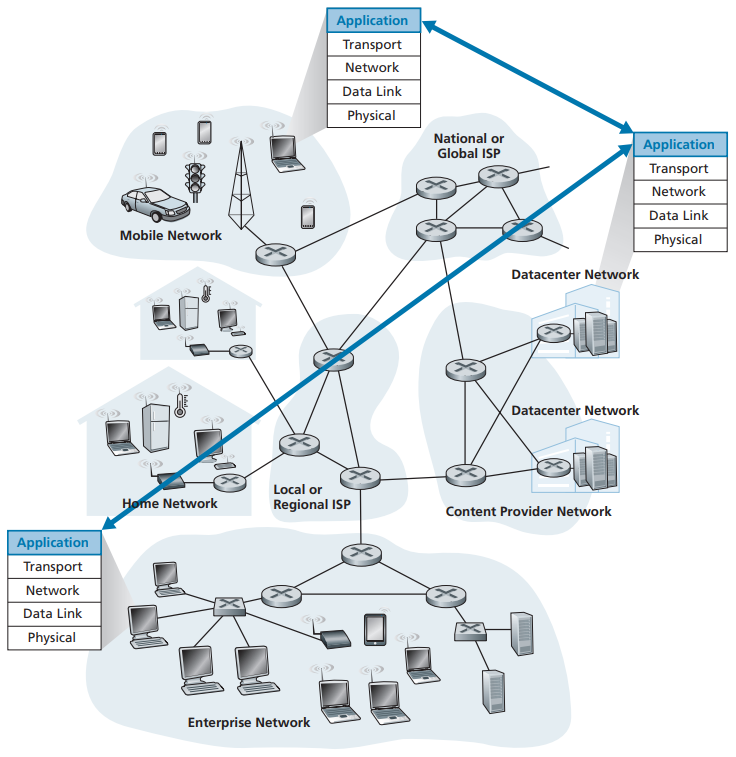 Application
Transport
Network
Data Link
Physical
National or
Global ISP
Application
Transport
Network
Data Link
Physical
Mobile Network
Datacenter Network
Datacenter Network
Home Network
Local or
Regional ISP
Content Provider Network
Application
Transport
Network
Data Link
Physical
Enterprise Network